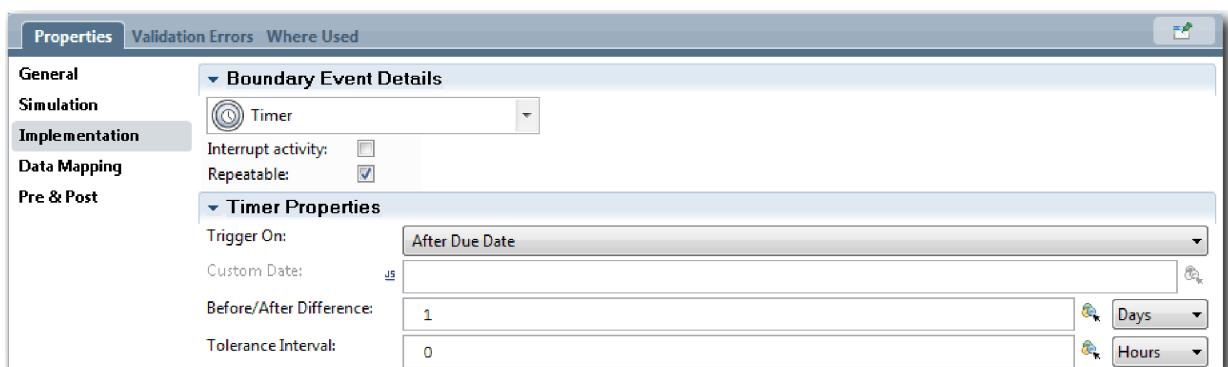 Properties Validation Errors Where Used
General
Simulation
Implementation
Data Mapping
Pre & Post
Boundary Event Details
Timer
Interrupt activity:
Repeatable:
Timer Properties
Trigger On: After Due Date
Custom Date: JS
Before/After Difference: 1 Days
Tolerance Interval: 0 Hours